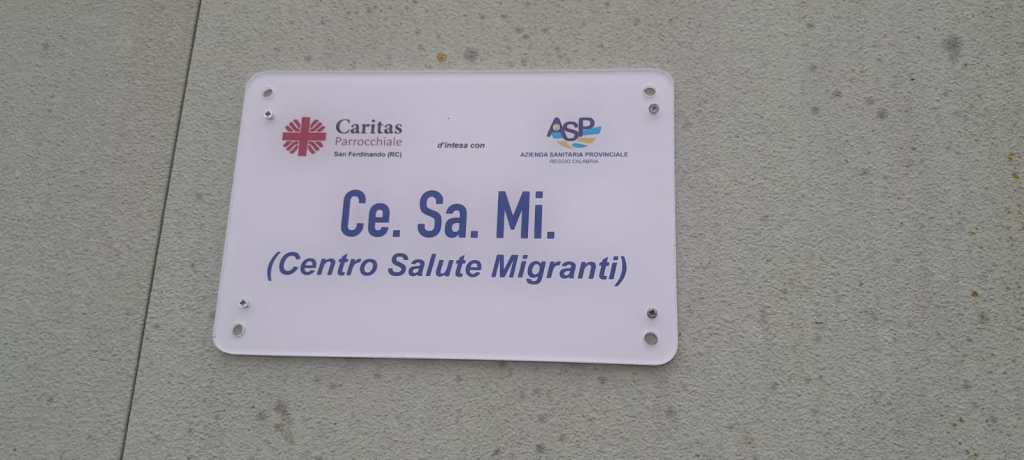 Caritas
Parrocchiale
San Ferdinando (RC)
d'intesa con
ASP
AZIENDA SANITARIA PROVINCIALE
REGGIO CALABRIA
Ce. Sa. Mi.
(Centro Salute Migranti)